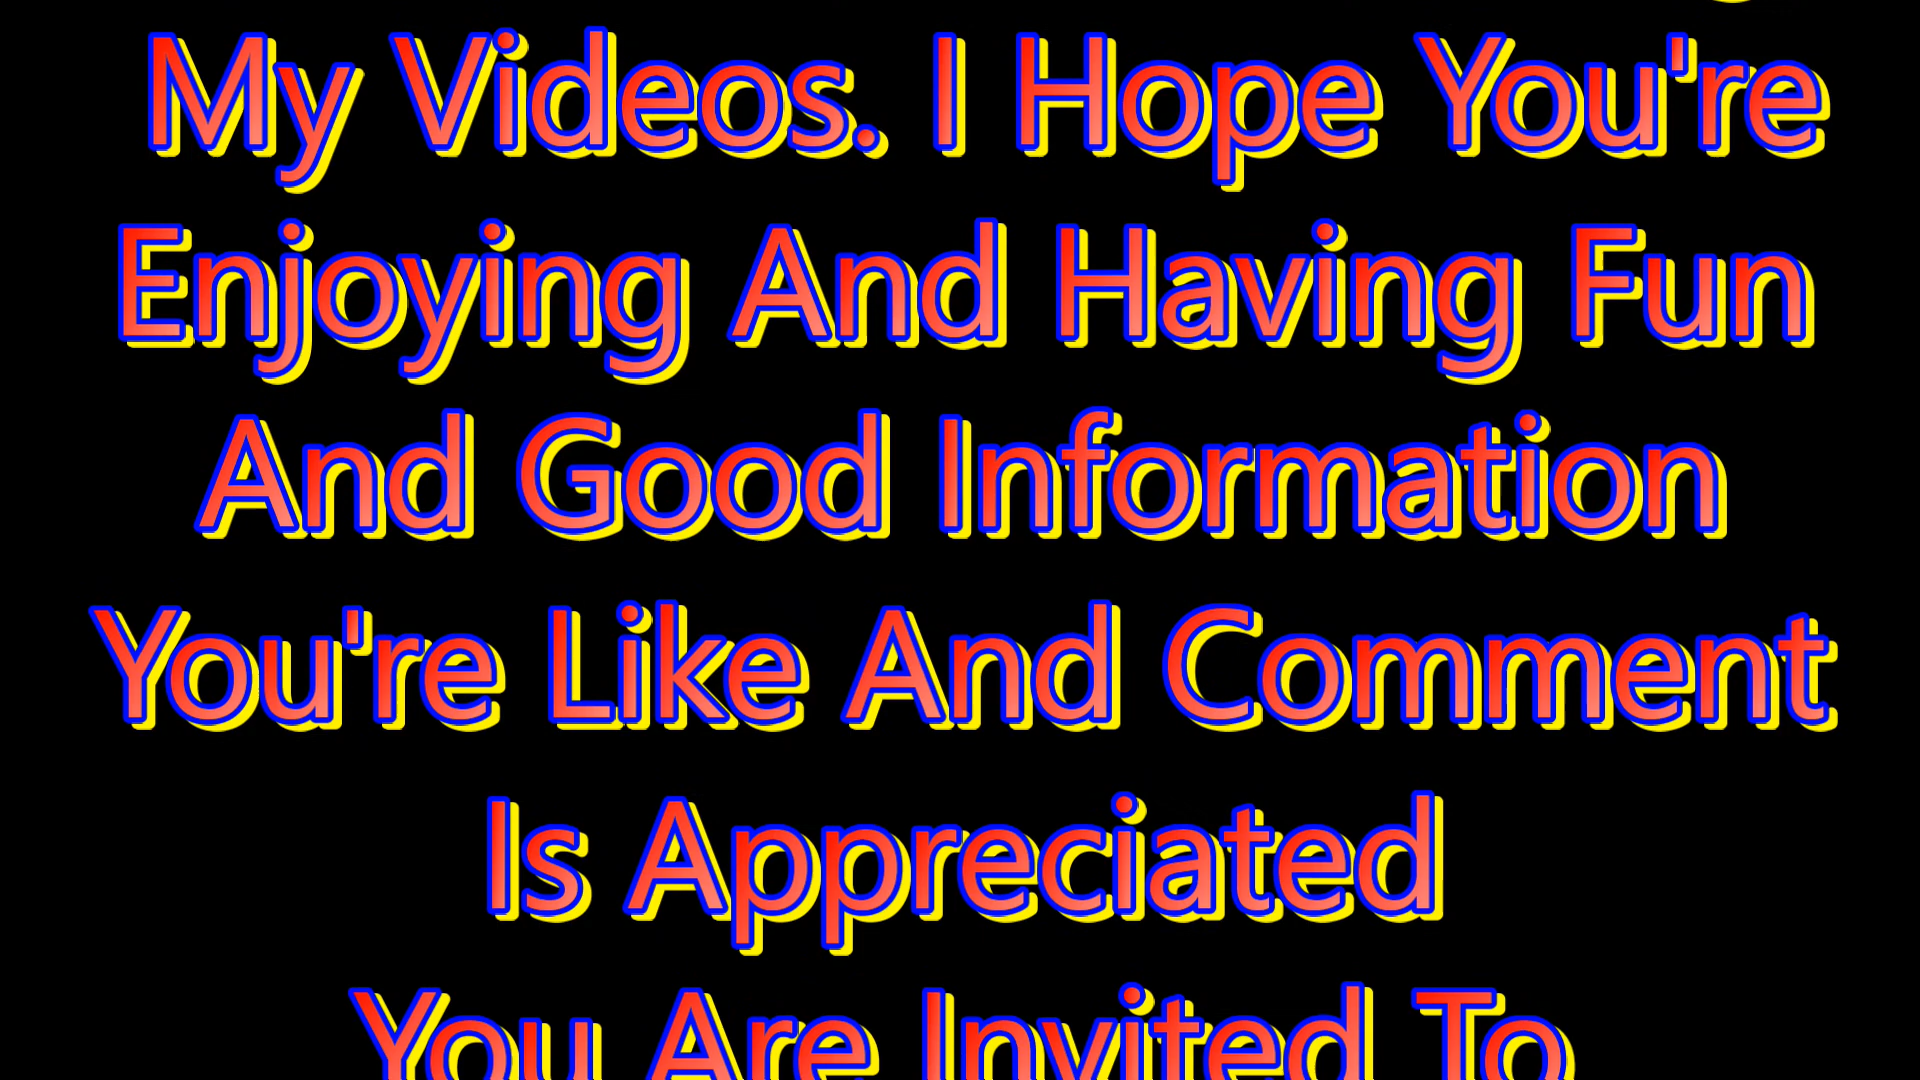 My Videos. I Hope You're
Enjoying And Having Fun
And Good Information
You're Like And Comment
Is Appreciated
You Are Invited To